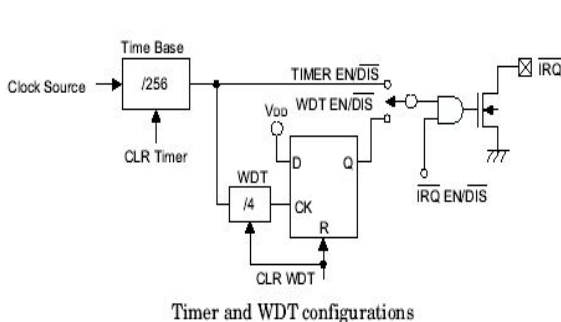 Time Base
Clock Source
/256
TIMER EN/DIS
IRQ
VDD
WDT EN/DIS
CLR Timer
WDT
D
Q
/4
CK
IRQ EN/DIS
R
CLR WDT
Timer and WDT configurations